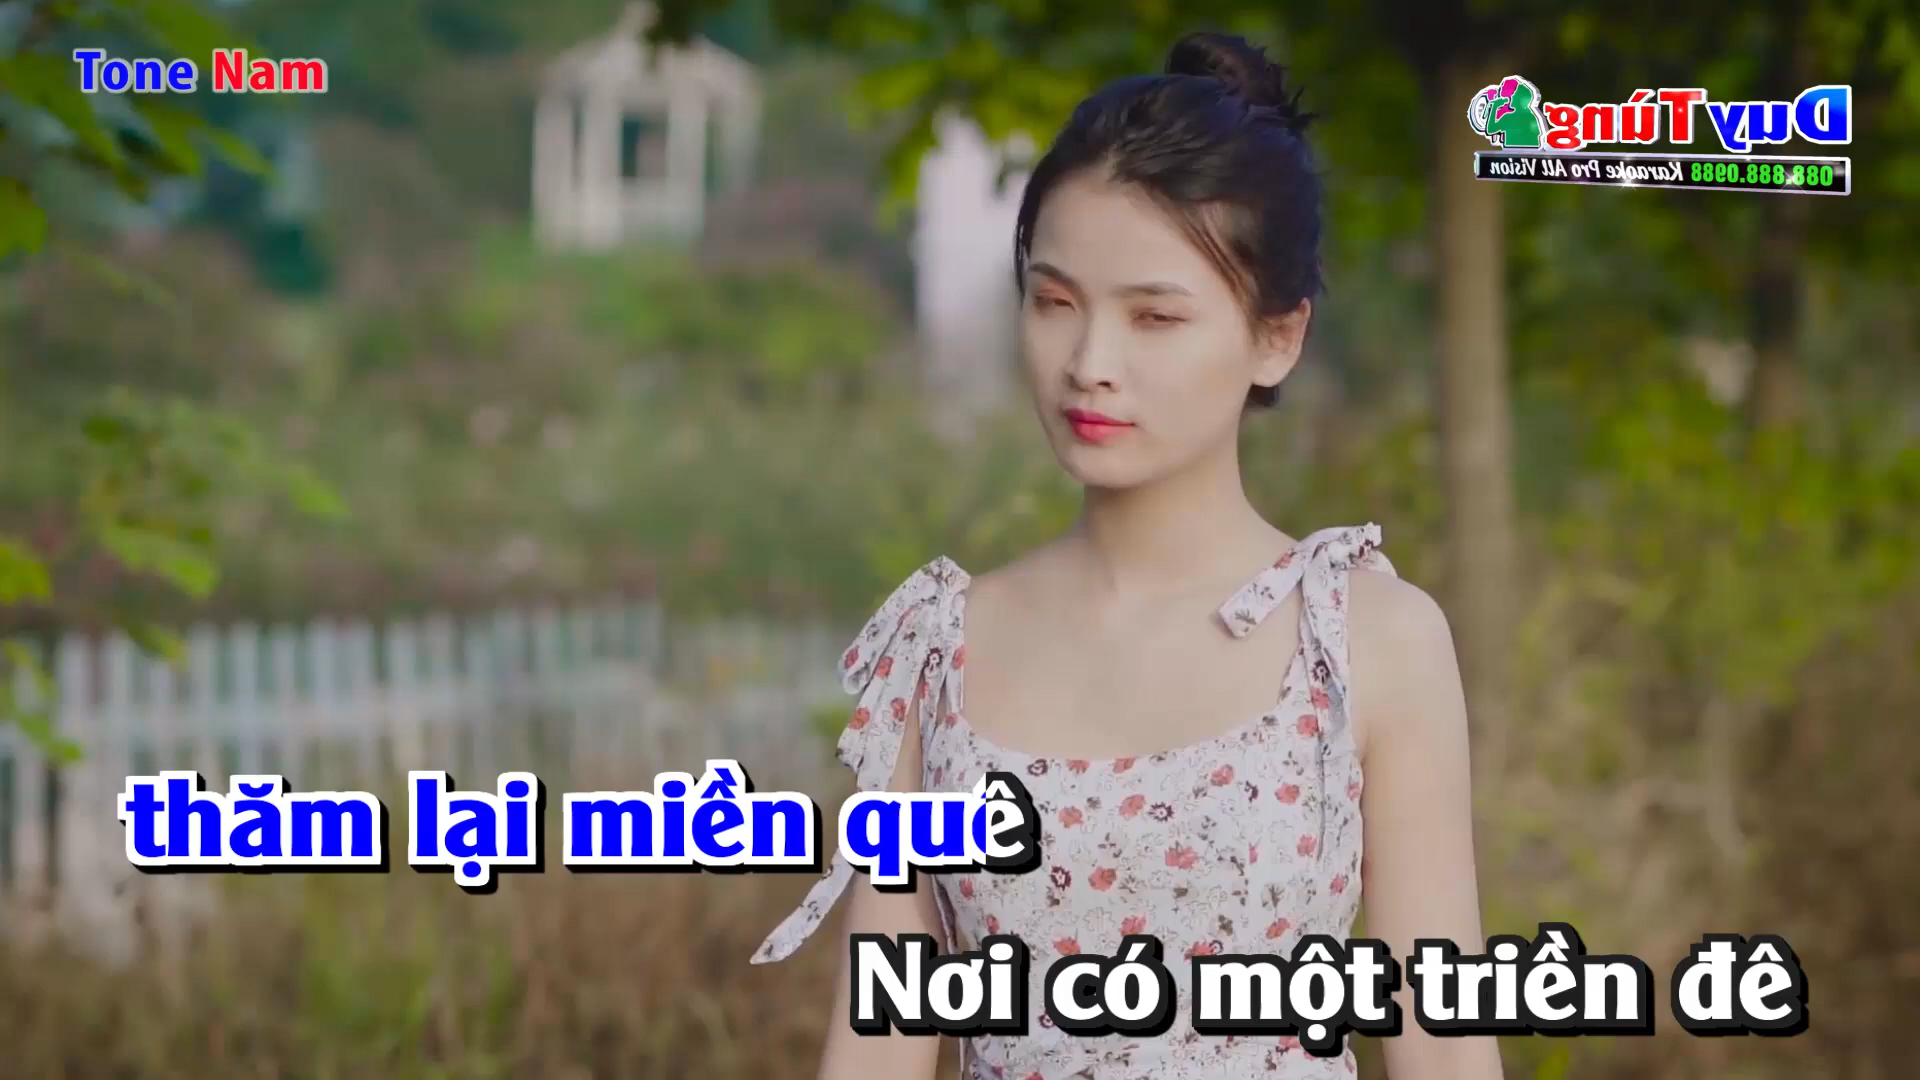 Tone Nam
Duy Tùng
088.888.0988 Karaoke Pro All Vision
thăm lại miền quê
Nơi có một triền đê